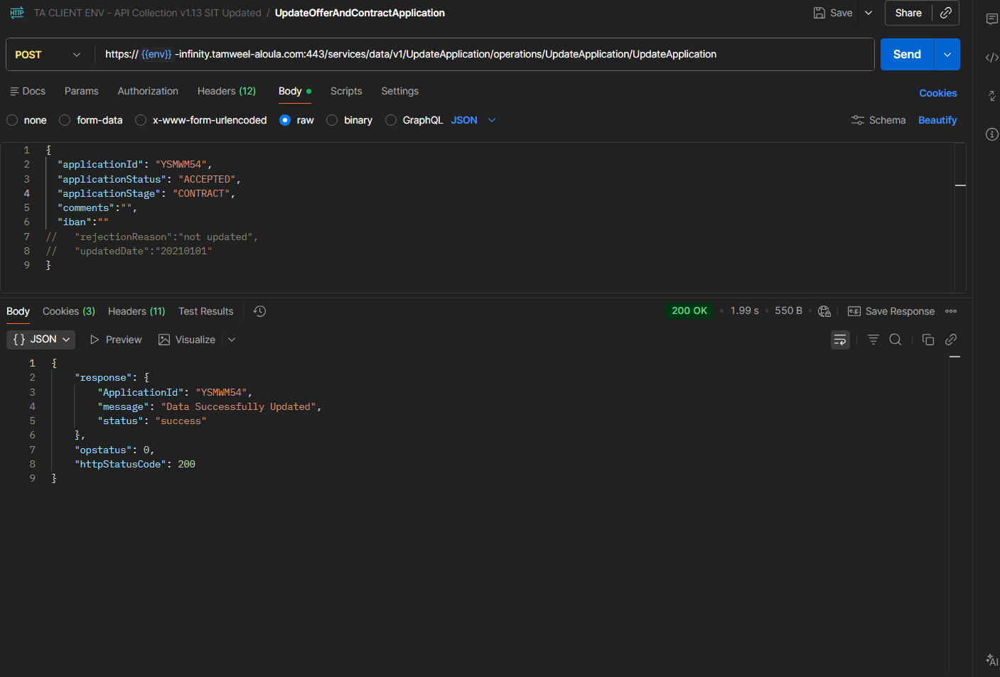 HTTP TA CLIENT ENV - API Collection v1.13 SIT Updated / UpdateOfferAndContractApplication Save Share
POST https:// {{env}} -infinity.tamweel-aloula.com:443/services/data/v1/UpdateApplication/operations/UpdateApplication/UpdateApplication Send
Docs Params Authorization Headers (12) Body Scripts Settings Cookies
none form-data x-www-form-urlencoded raw binary GraphQL JSON Schema Beautify
1 {
2 "applicationId": "YSMWM54",
3 "applicationStatus": "ACCEPTED",
4 "applicationStage": "CONTRACT",
5 "comments":"",
6 "iban":""
7 // "rejectionReason":"not updated",
8 // "updatedDate":"20210101"
9 }
Body Cookies (3) Headers (11) Test Results 200 OK • 1.99 s • 550 B • e.g. Save Response
{} JSON Preview Visualize
1 {
2 "response": {
3 "ApplicationId": "YSMWM54",
4 "message": "Data Successfully Updated",
5 "status": "success"
6 },
7 "opstatus": 0,
8 "httpStatusCode": 200
9 }
AI